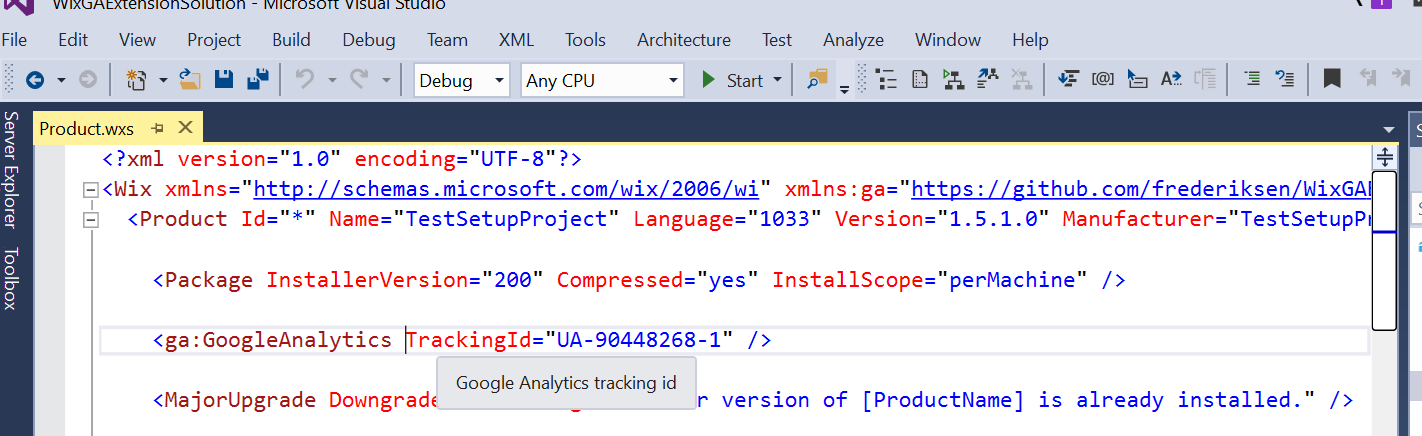 WixGAExtensionSolution - Microsoft Visual Studio
File Edit View Project Build Debug Team XML Tools Architecture Test Analyze Window Help
Debug Any CPU Start
Server Explorer
Toolbox
Product.wxs
<?xml version="1.0" encoding="UTF-8"?>
<Wix xmlns="http://schemas.microsoft.com/wix/2006/wi" xmlns:ga="https://github.com/frederiksen/WixGAE
<Product Id="*" Name="TestSetupProject" Language="1033" Version="1.5.1.0" Manufacturer="TestSetupPr
<Package InstallerVersion="200" Compressed="yes" InstallScope="perMachine" />
<ga:GoogleAnalytics TrackingId="UA-90448268-1" />
Google Analytics tracking id
<MajorUpgrade Downgrade r version of [ProductName] is already installed." />